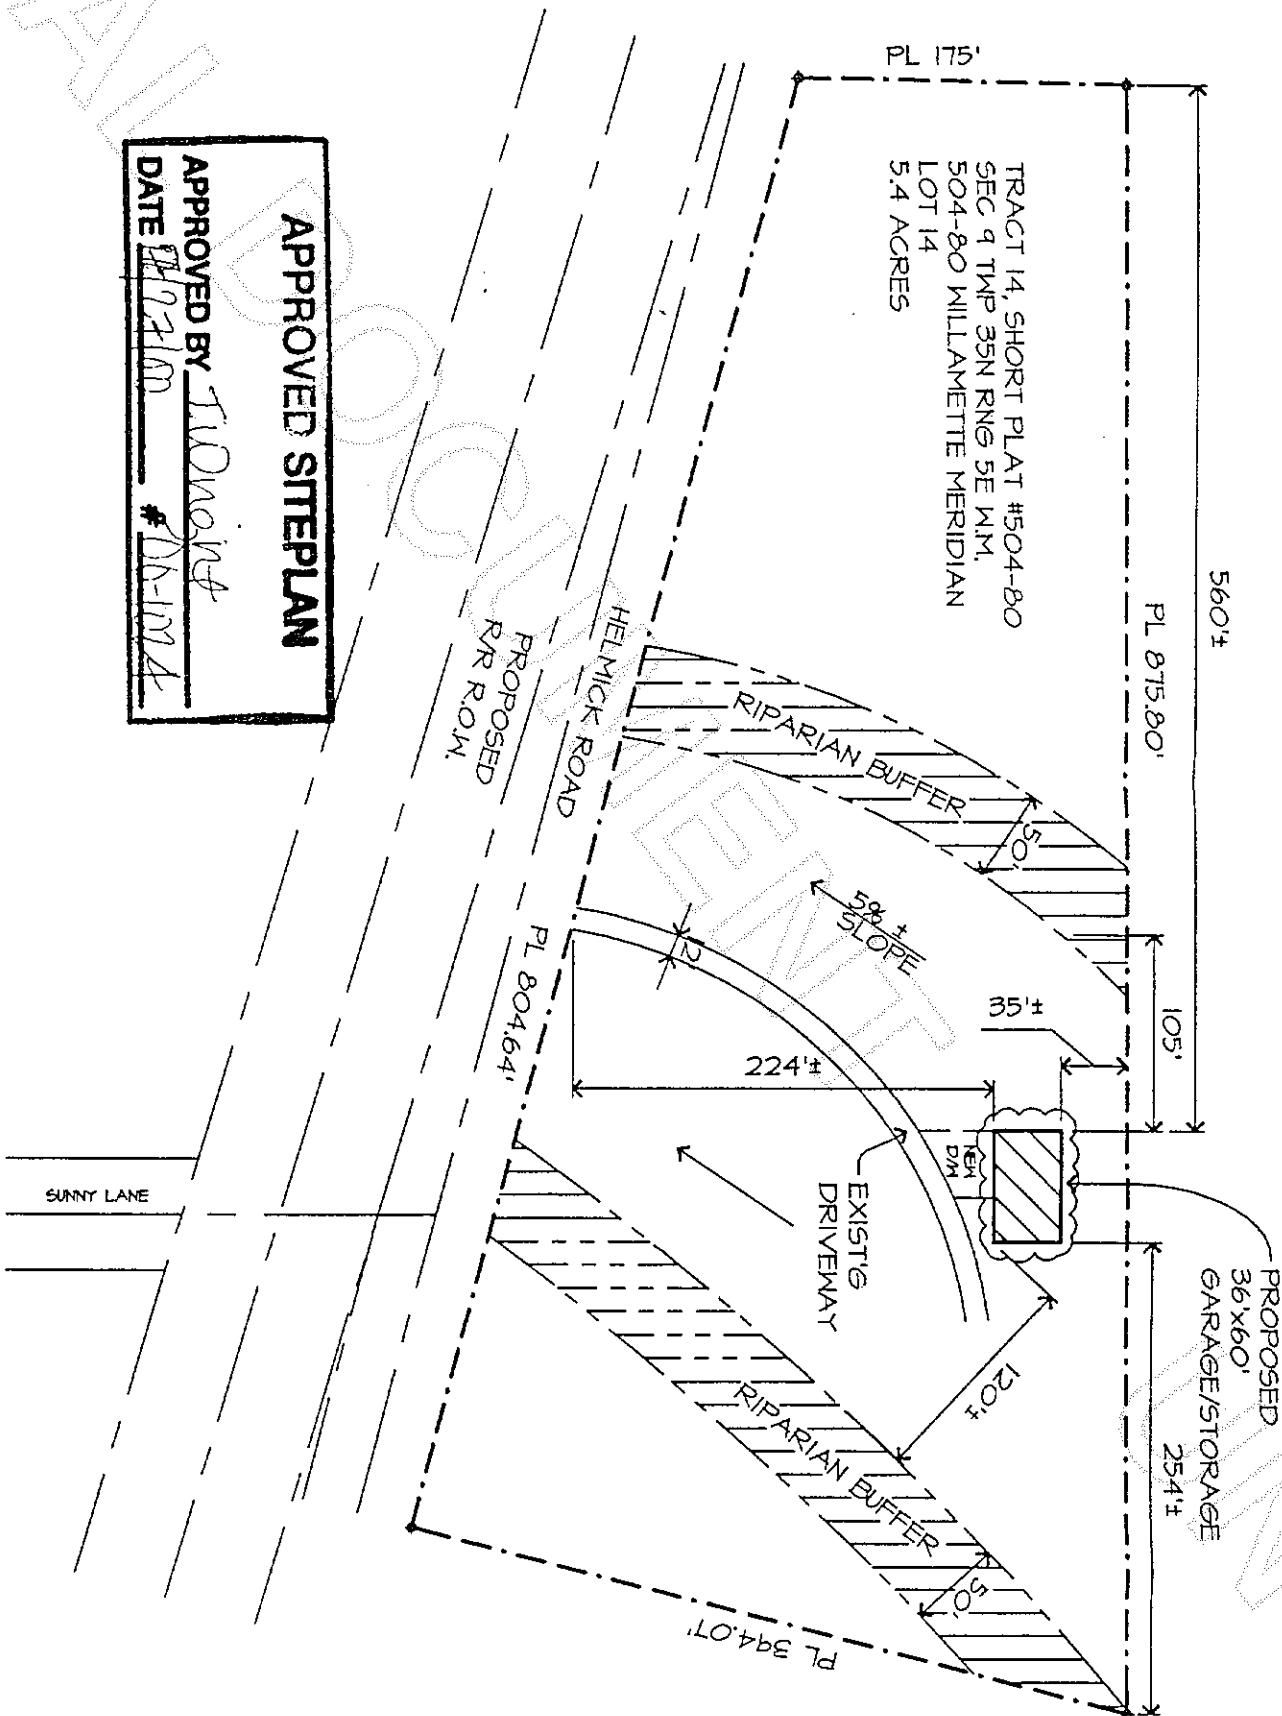 PL 175'
TRACT 14, SHORT PLAT #504-80
SEC 9 TWP 35N RNG 5E W.M.
504-80 WILLAMETTE MERIDIAN
LOT 14
5.4 ACRES
560'±
PL 875.80'
APPROVED SITEPLAN
APPROVED BY
DATE
#
HELMICK ROAD
PROPOSED
R/R R.O.W.
RIPARIAN BUFFER
50'
5% ±
SLOPE
105'
35'±
224'±
PL 804.64'
NEW
D/W
EXIST'G
DRIVEWAY
PROPOSED
36'x60'
GARAGE/STORAGE
254'±
120'±
RIPARIAN BUFFER
50'
PL 394.07'
SUNNY LANE
DOCUMENT